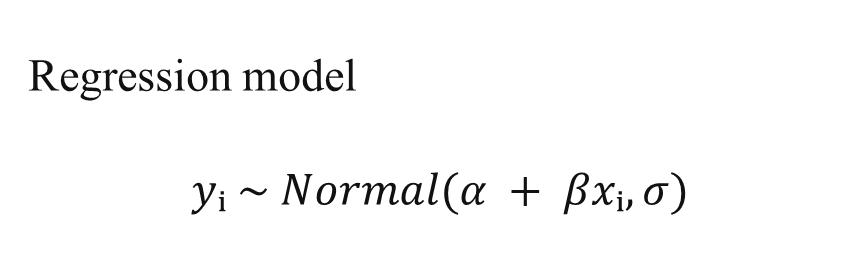 Regression model
yᵢ ~ Normal(α + βxᵢ, σ)